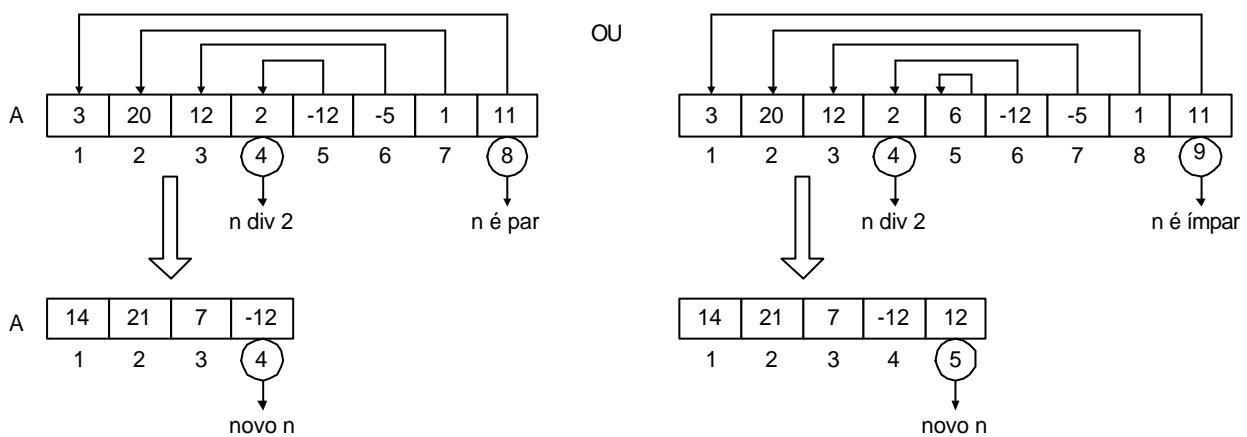 OU
A 3 20 12 2 -12 -5 1 11
1 2 3 4 5 6 7 8
n div 2 n é par
3 20 12 2 6 -12 -5 1 11
1 2 3 4 5 6 7 8 9
n div 2 n é ímpar
A 14 21 7 -12
1 2 3 4
novo n
14 21 7 -12 12
1 2 3 4 5
novo n